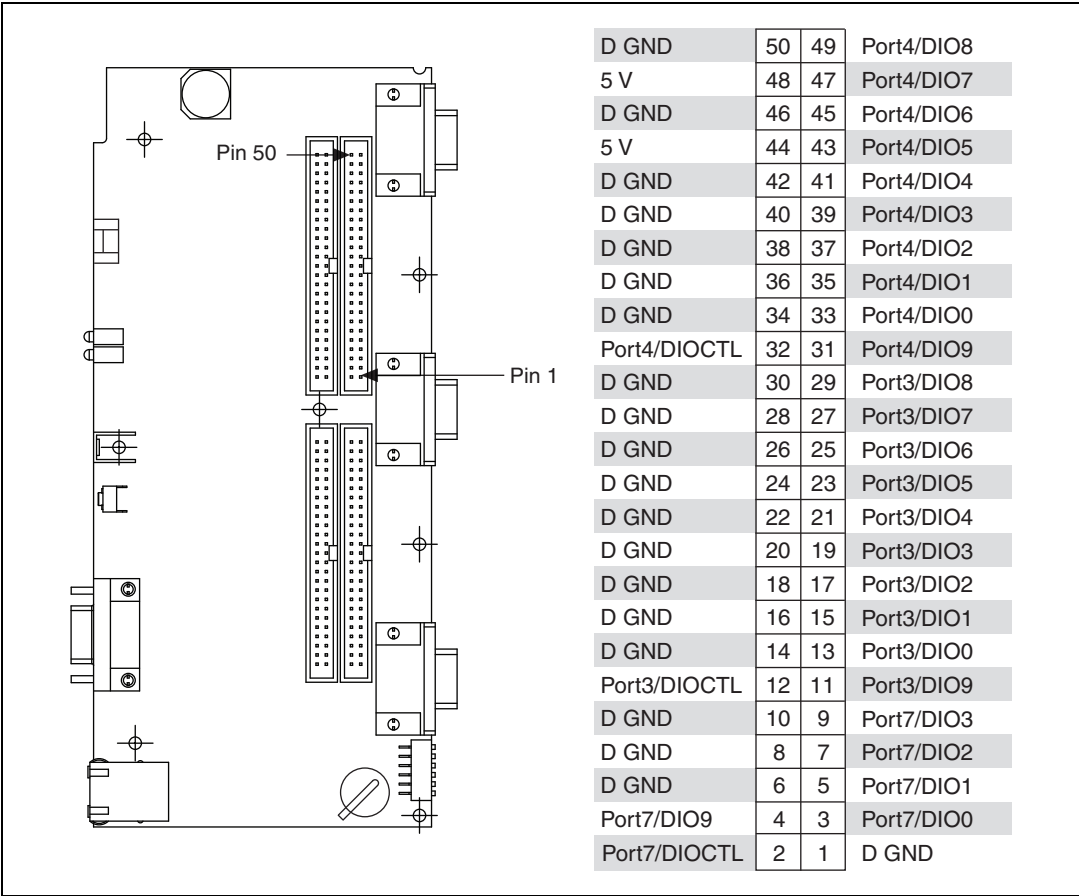 Pin 50
Pin 1
D GND 50 49 Port4/DIO8
5 V 48 47 Port4/DIO7
D GND 46 45 Port4/DIO6
5 V 44 43 Port4/DIO5
D GND 42 41 Port4/DIO4
D GND 40 39 Port4/DIO3
D GND 38 37 Port4/DIO2
D GND 36 35 Port4/DIO1
D GND 34 33 Port4/DIO0
Port4/DIOCTL 32 31 Port4/DIO9
D GND 30 29 Port3/DIO8
D GND 28 27 Port3/DIO7
D GND 26 25 Port3/DIO6
D GND 24 23 Port3/DIO5
D GND 22 21 Port3/DIO4
D GND 20 19 Port3/DIO3
D GND 18 17 Port3/DIO2
D GND 16 15 Port3/DIO1
D GND 14 13 Port3/DIO0
Port3/DIOCTL 12 11 Port3/DIO9
D GND 10 9 Port7/DIO3
D GND 8 7 Port7/DIO2
D GND 6 5 Port7/DIO1
Port7/DIO9 4 3 Port7/DIO0
Port7/DIOCTL 2 1 D GND